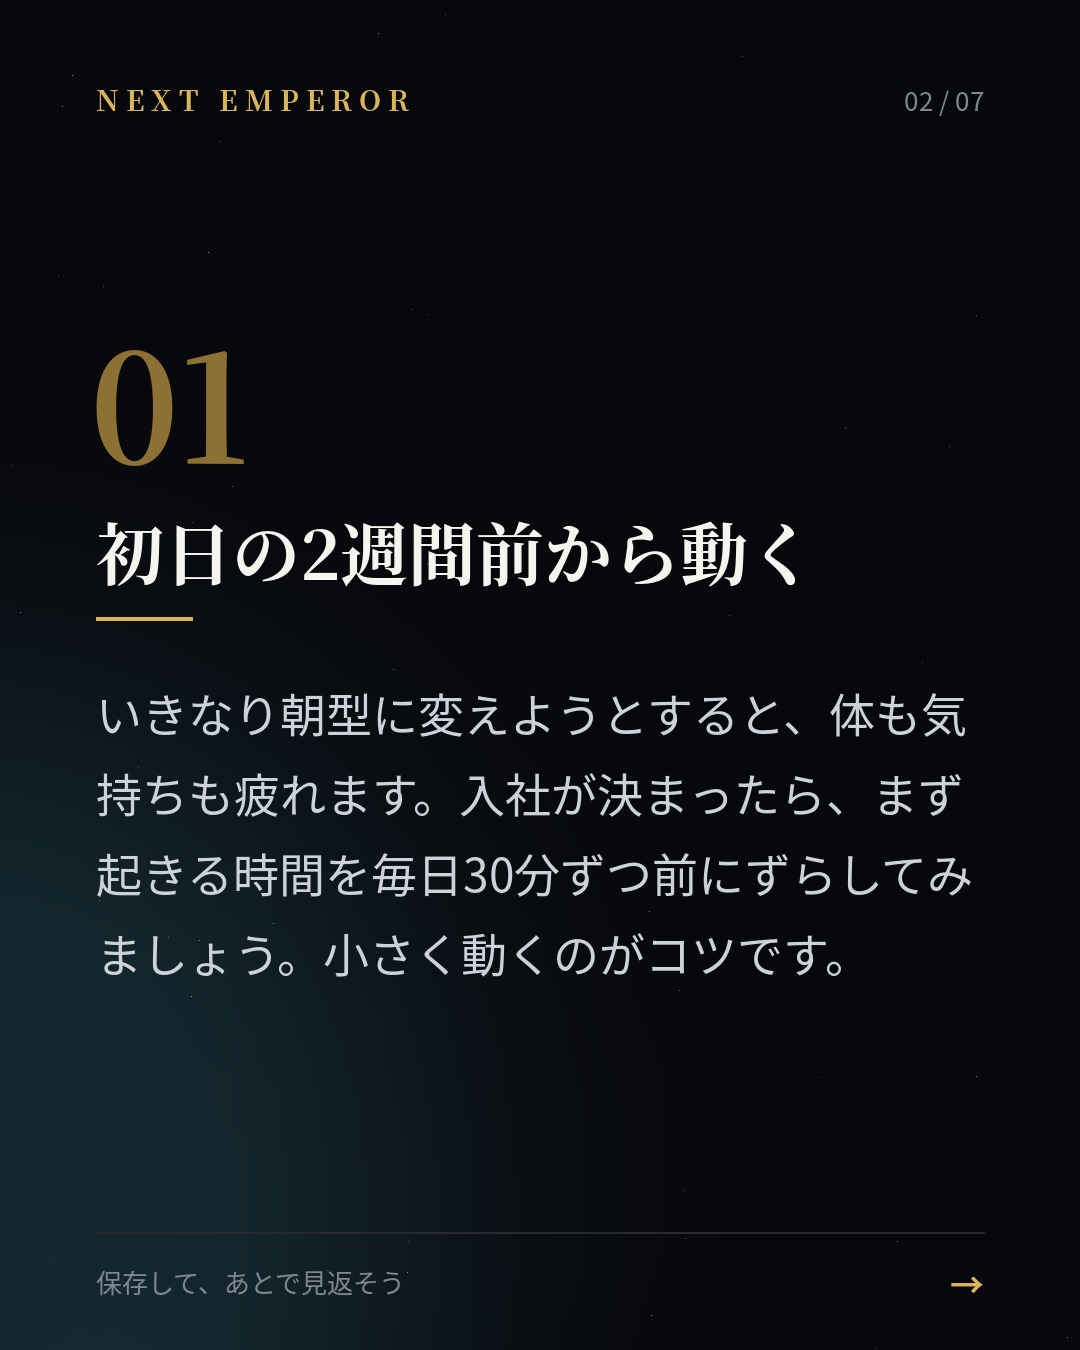 NEXT EMPEROR
02 / 07
01
初日の2週間前から動く
いきなり朝型に変えようとすると、体も気
持ちも疲れます。入社が決まったら、まず
起きる時間を毎日30分ずつ前にずらしてみ
ましょう。小さく動くのがコツです。
保存して、あとで見返そう
→